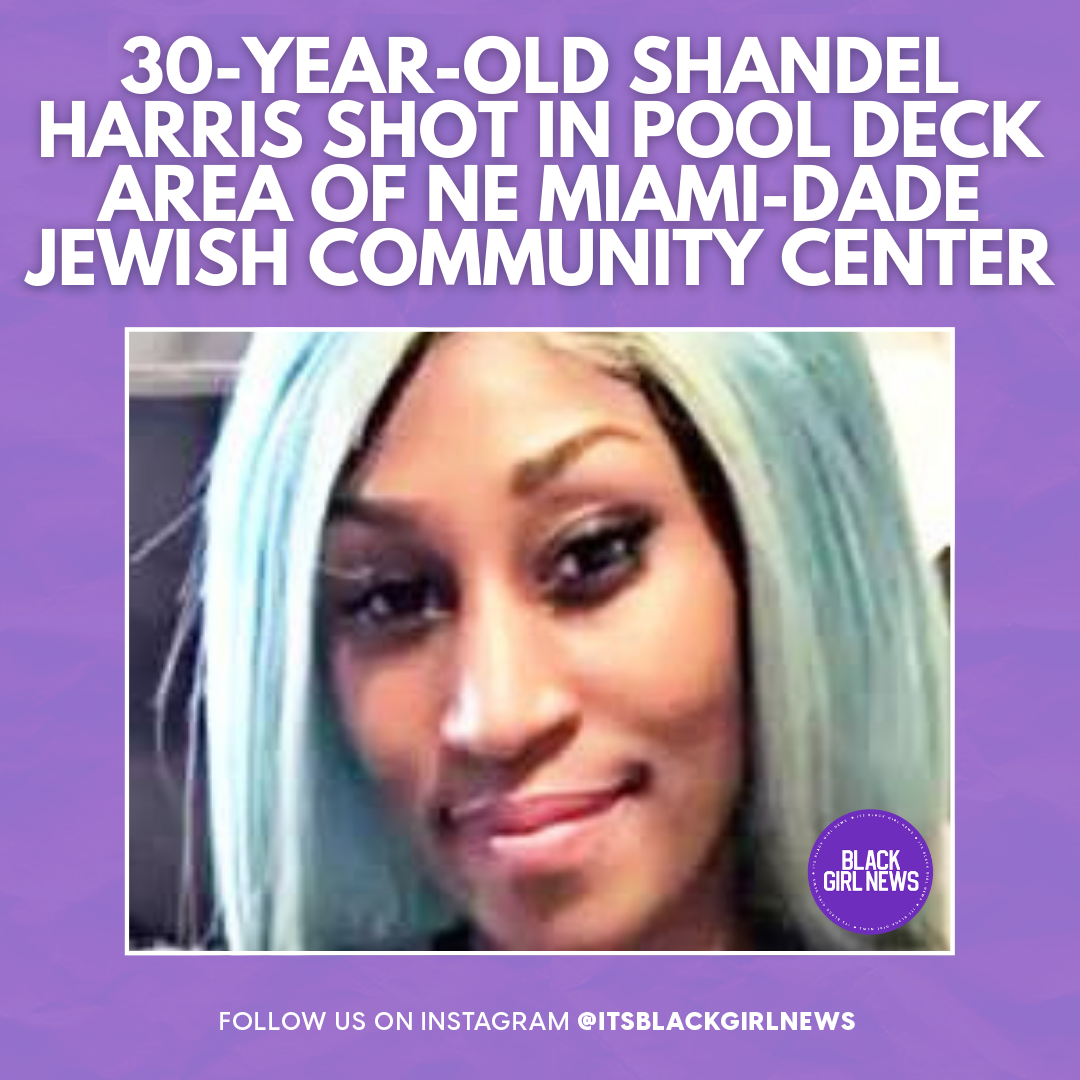 30-YEAR-OLD SHANDEL
HARRIS SHOT IN POOL DECK
AREA OF NE MIAMI-DADE
JEWISH COMMUNITY CENTER
BLACK
GIRL NEWS
FOLLOW US ON INSTAGRAM @ITSBLACKGIRLNEWS